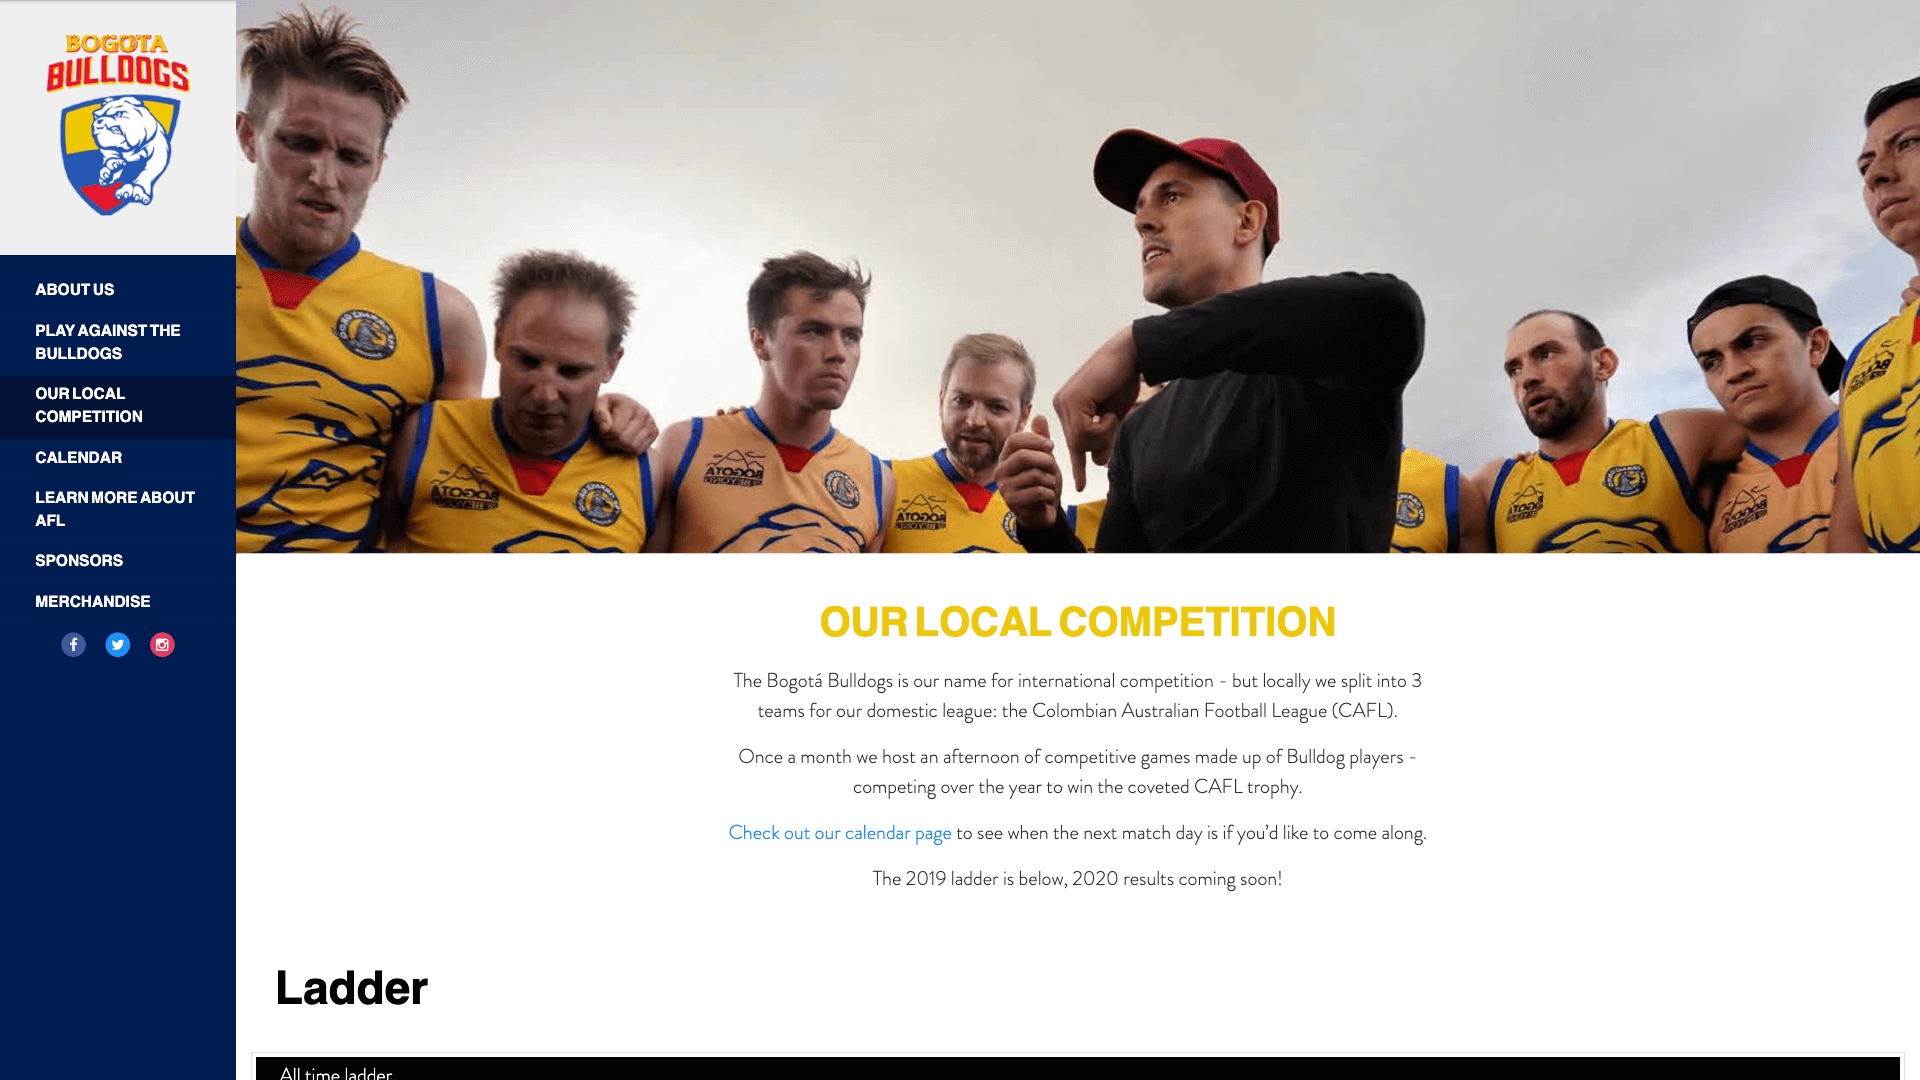 BOGOTA
BULLDOGS
ABOUT US
PLAY AGAINST THE
BULLDOGS
OUR LOCAL
COMPETITION
CALENDAR
LEARN MORE ABOUT
AFL
SPONSORS
MERCHANDISE
OUR LOCAL COMPETITION
The Bogotá Bulldogs is our name for international competition - but locally we split into 3
teams for our domestic league: the Colombian Australian Football League (CAFL).
Once a month we host an afternoon of competitive games made up of Bulldog players -
competing over the year to win the coveted CAFL trophy.
Check out our calendar page to see when the next match day is if you’d like to come along.
The 2019 ladder is below, 2020 results coming soon!
Ladder
All time ladder